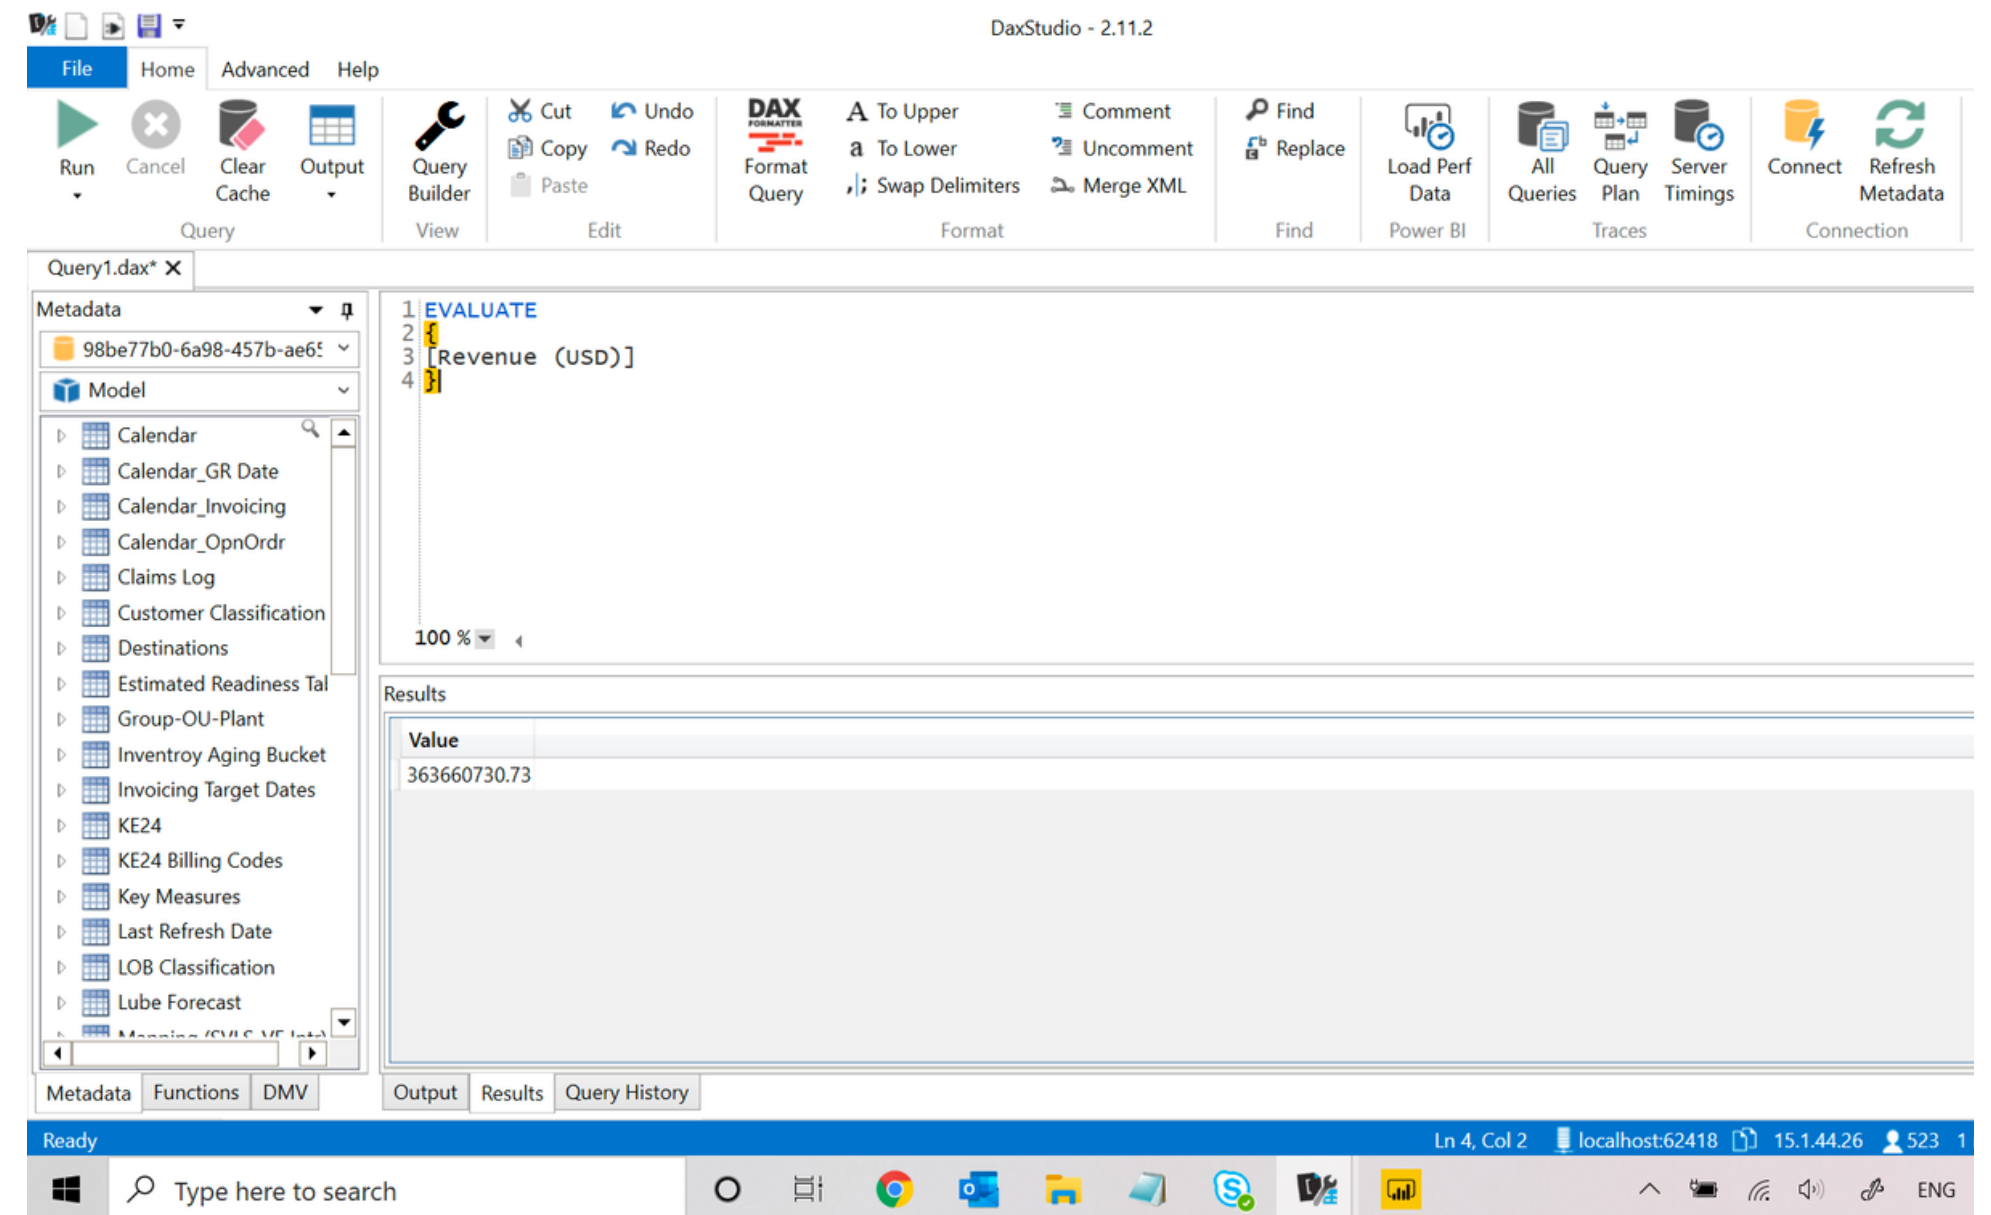 DaxStudio - 2.11.2
File Home Advanced Help
Run
Cancel
Clear Cache
Output
Query
Query Builder
View
Cut
Copy
Paste
Undo
Redo
Edit
DAX FORMATTER
Format Query
A To Upper
a To Lower
,; Swap Delimiters
Comment
Uncomment
Merge XML
Format
Find
Replace
Find
Load Perf Data
Power BI
All Queries
Query Plan
Server Timings
Traces
Connect
Refresh Metadata
Connection
Query1.dax*
Metadata
98be77b0-6a98-457b-ae65
Model
Calendar
Calendar_GR Date
Calendar_Invoicing
Calendar_OpnOrdr
Claims Log
Customer Classification
Destinations
Estimated Readiness Tal
Group-OU-Plant
Inventroy Aging Bucket
Invoicing Target Dates
KE24
KE24 Billing Codes
Key Measures
Last Refresh Date
LOB Classification
Lube Forecast
Metadata Functions DMV
1 EVALUATE
2 {
3 [Revenue (USD)]
4 }
100 %
Results
Value
363660730.73
Output Results Query History
Ready
Ln 4, Col 2 localhost:62418 15.1.44.26 523 1
Type here to search
ENG